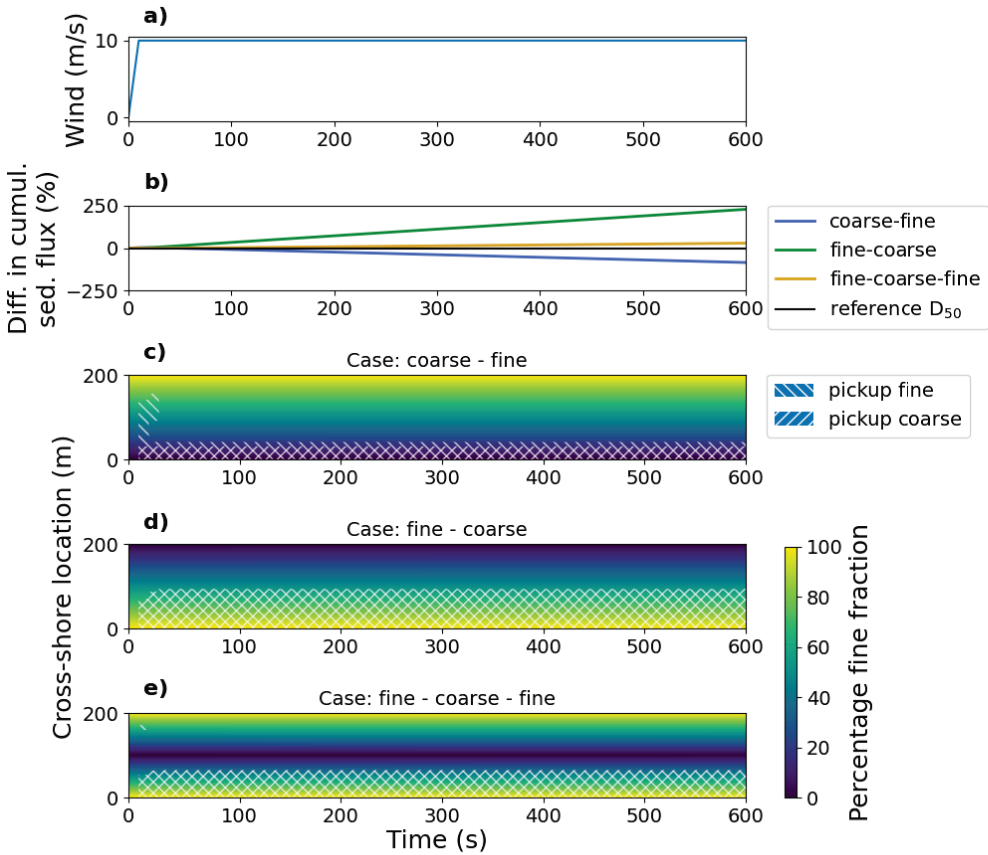 a)
Wind (m/s)
10
0
0 100 200 300 400 500 600
b)
Diff. in cumul.
sed. flux (%)
250
0
−250
0 100 200 300 400 500 600
coarse-fine
fine-coarse
fine-coarse-fine
reference D₅₀
c)
Case: coarse - fine
200
0
0 100 200 300 400 500 600
pickup fine
pickup coarse
Cross-shore location (m)
d)
Case: fine - coarse
200
0
0 100 200 300 400 500 600
e)
Case: fine - coarse - fine
200
0
0 100 200 300 400 500 600
Time (s)
100
80
60
40
20
0
Percentage fine fraction